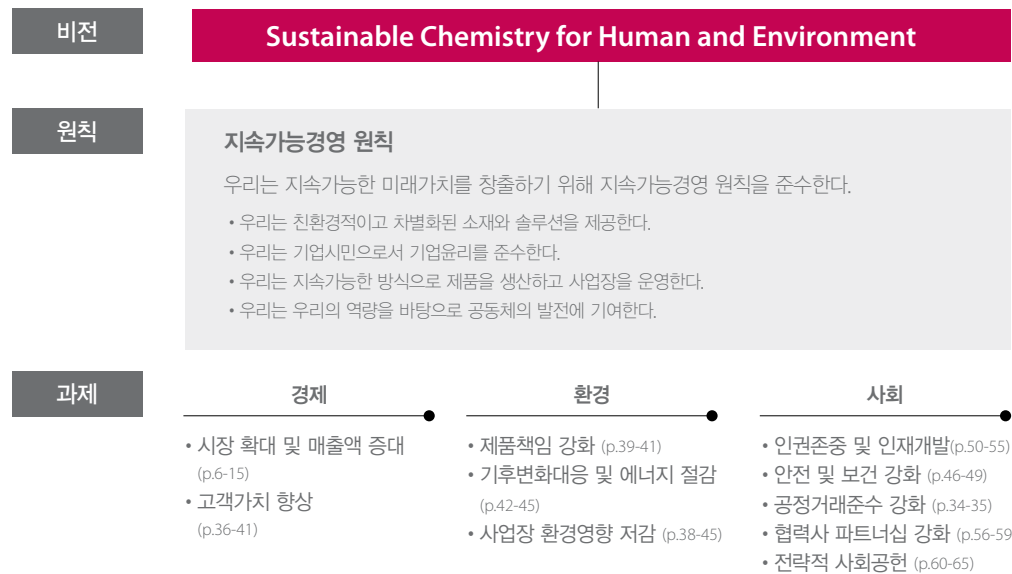 비전
Sustainable Chemistry for Human and Environment
원칙
지속가능경영 원칙
우리는 지속가능한 미래가치를 창출하기 위해 지속가능경영 원칙을 준수한다.
• 우리는 친환경적이고 차별화된 소재와 솔루션을 제공한다.
• 우리는 기업시민으로서 기업윤리를 준수한다.
• 우리는 지속가능한 방식으로 제품을 생산하고 사업장을 운영한다.
• 우리는 우리의 역량을 바탕으로 공동체의 발전에 기여한다.
과제
경제
• 시장 확대 및 매출액 증대
(p.6-15)
• 고객가치 향상
(p.36-41)
환경
• 제품책임 강화 (p.39-41)
• 기후변화대응 및 에너지 절감
(p.42-45)
• 사업장 환경영향 저감 (p.38-45)
사회
• 인권존중 및 인재개발(p.50-55)
• 안전 및 보건 강화 (p.46-49)
• 공정거래준수 강화 (p.34-35)
• 협력사 파트너십 강화 (p.56-59
• 전략적 사회공헌 (p.60-65)